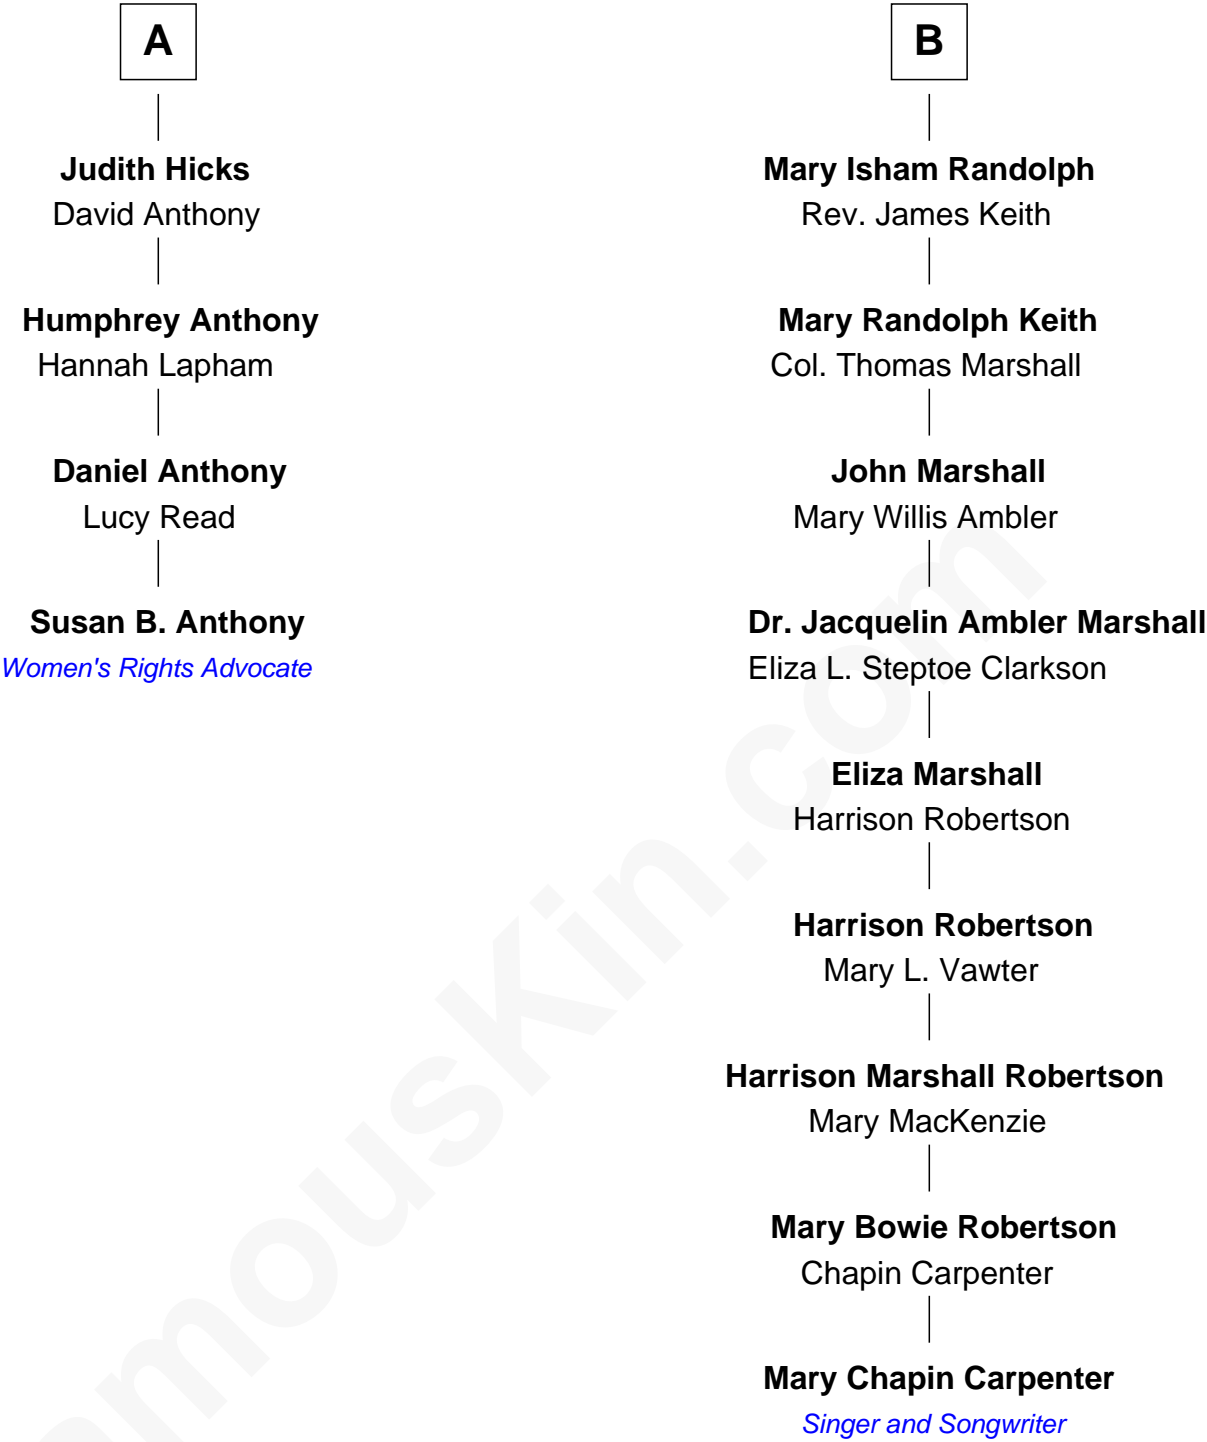 A
Judith Hicks
David Anthony
Humphrey Anthony
Hannah Lapham
Daniel Anthony
Lucy Read
Susan B. Anthony
Women's Rights Advocate
B
Mary Isham Randolph
Rev. James Keith
Mary Randolph Keith
Col. Thomas Marshall
John Marshall
Mary Willis Ambler
Dr. Jacquelin Ambler Marshall
Eliza L. Steptoe Clarkson
Eliza Marshall
Harrison Robertson
Harrison Robertson
Mary L. Vawter
Harrison Marshall Robertson
Mary MacKenzie
Mary Bowie Robertson
Chapin Carpenter
Mary Chapin Carpenter
Singer and Songwriter
amouskin.com